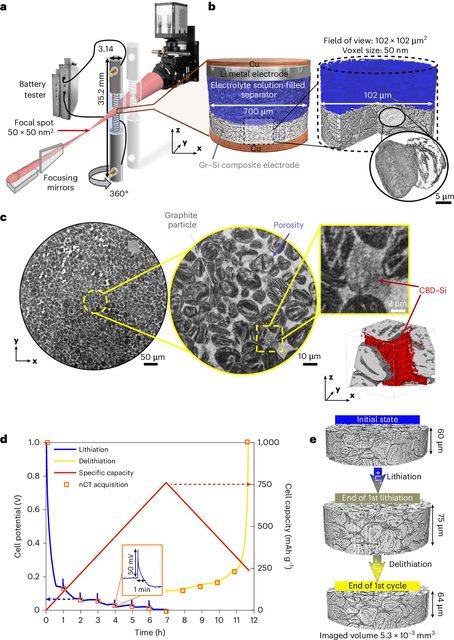 a
3.14
35.2 mm
Battery
tester
Focal spot
50 × 50 nm²
Focusing
mirrors
360°
z
y
x
b
Cu
Li metal electrode
Electrolyte solution-filled
separator
700 µm
Cu
Gr–Si composite electrode
Field of view: 102 × 102 µm²
Voxel size: 50 nm
102 µm
5 µm
c
Graphite
particle
Porosity
CBD–Si
2 µm
y
x
50 µm
10 µm
z
y
x
d
Lithiation
Delithiation
Specific capacity
nCT acquisition
Cell potential (V)
1.0
0.8
0.6
0.4
0.2
0
50 mV
1 min
1,000
750
500
250
0
Cell capacity (mAh g⁻¹)
0 1 2 3 4 5 6 7 8 9 10 11 12
Time (h)
e
Initial state
60 µm
Lithiation
End of 1st lithiation
75 µm
Delithiation
End of 1st cycle
64 µm
Imaged volume 5.3 × 10⁻³ mm³